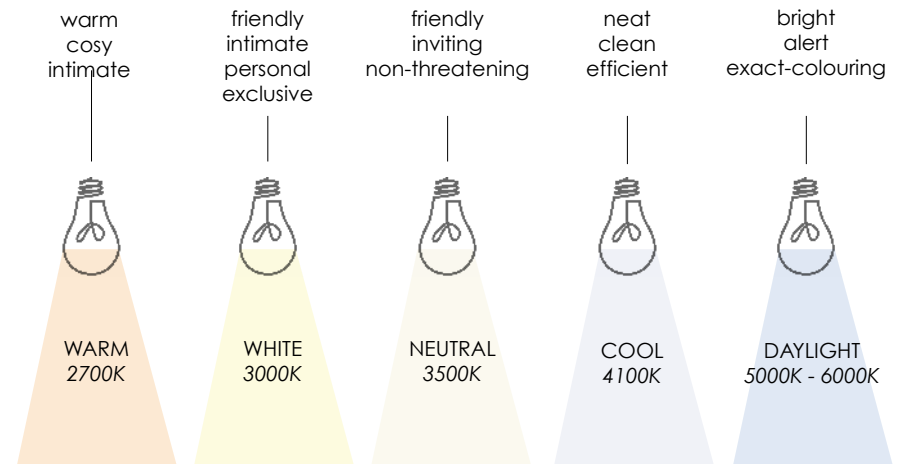 warm
cosy
intimate
friendly
intimate
personal
exclusive
friendly
inviting
non-threatening
neat
clean
efficient
bright
alert
exact-colouring
WARM
2700K
WHITE
3000K
NEUTRAL
3500K
COOL
4100K
DAYLIGHT
5000K - 6000K